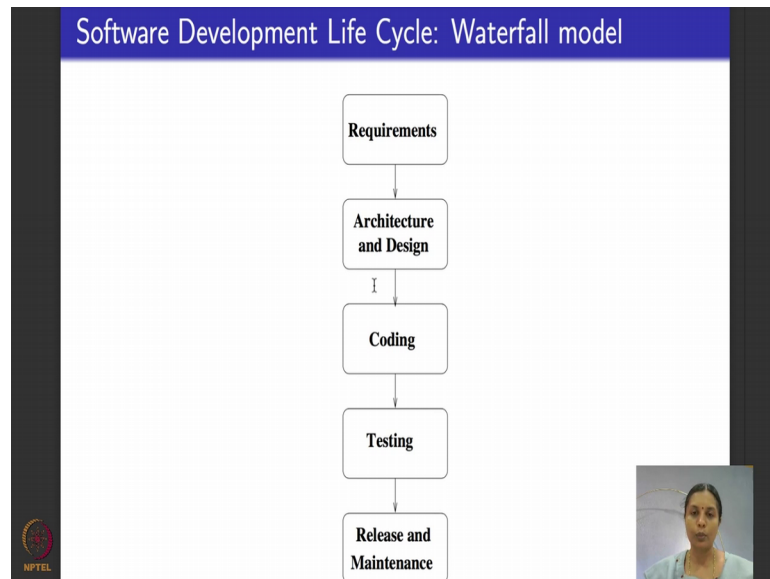 Software Development Life Cycle: Waterfall model
Requirements
Architecture
and Design
Coding
Testing
Release and
Maintenance
NPTEL